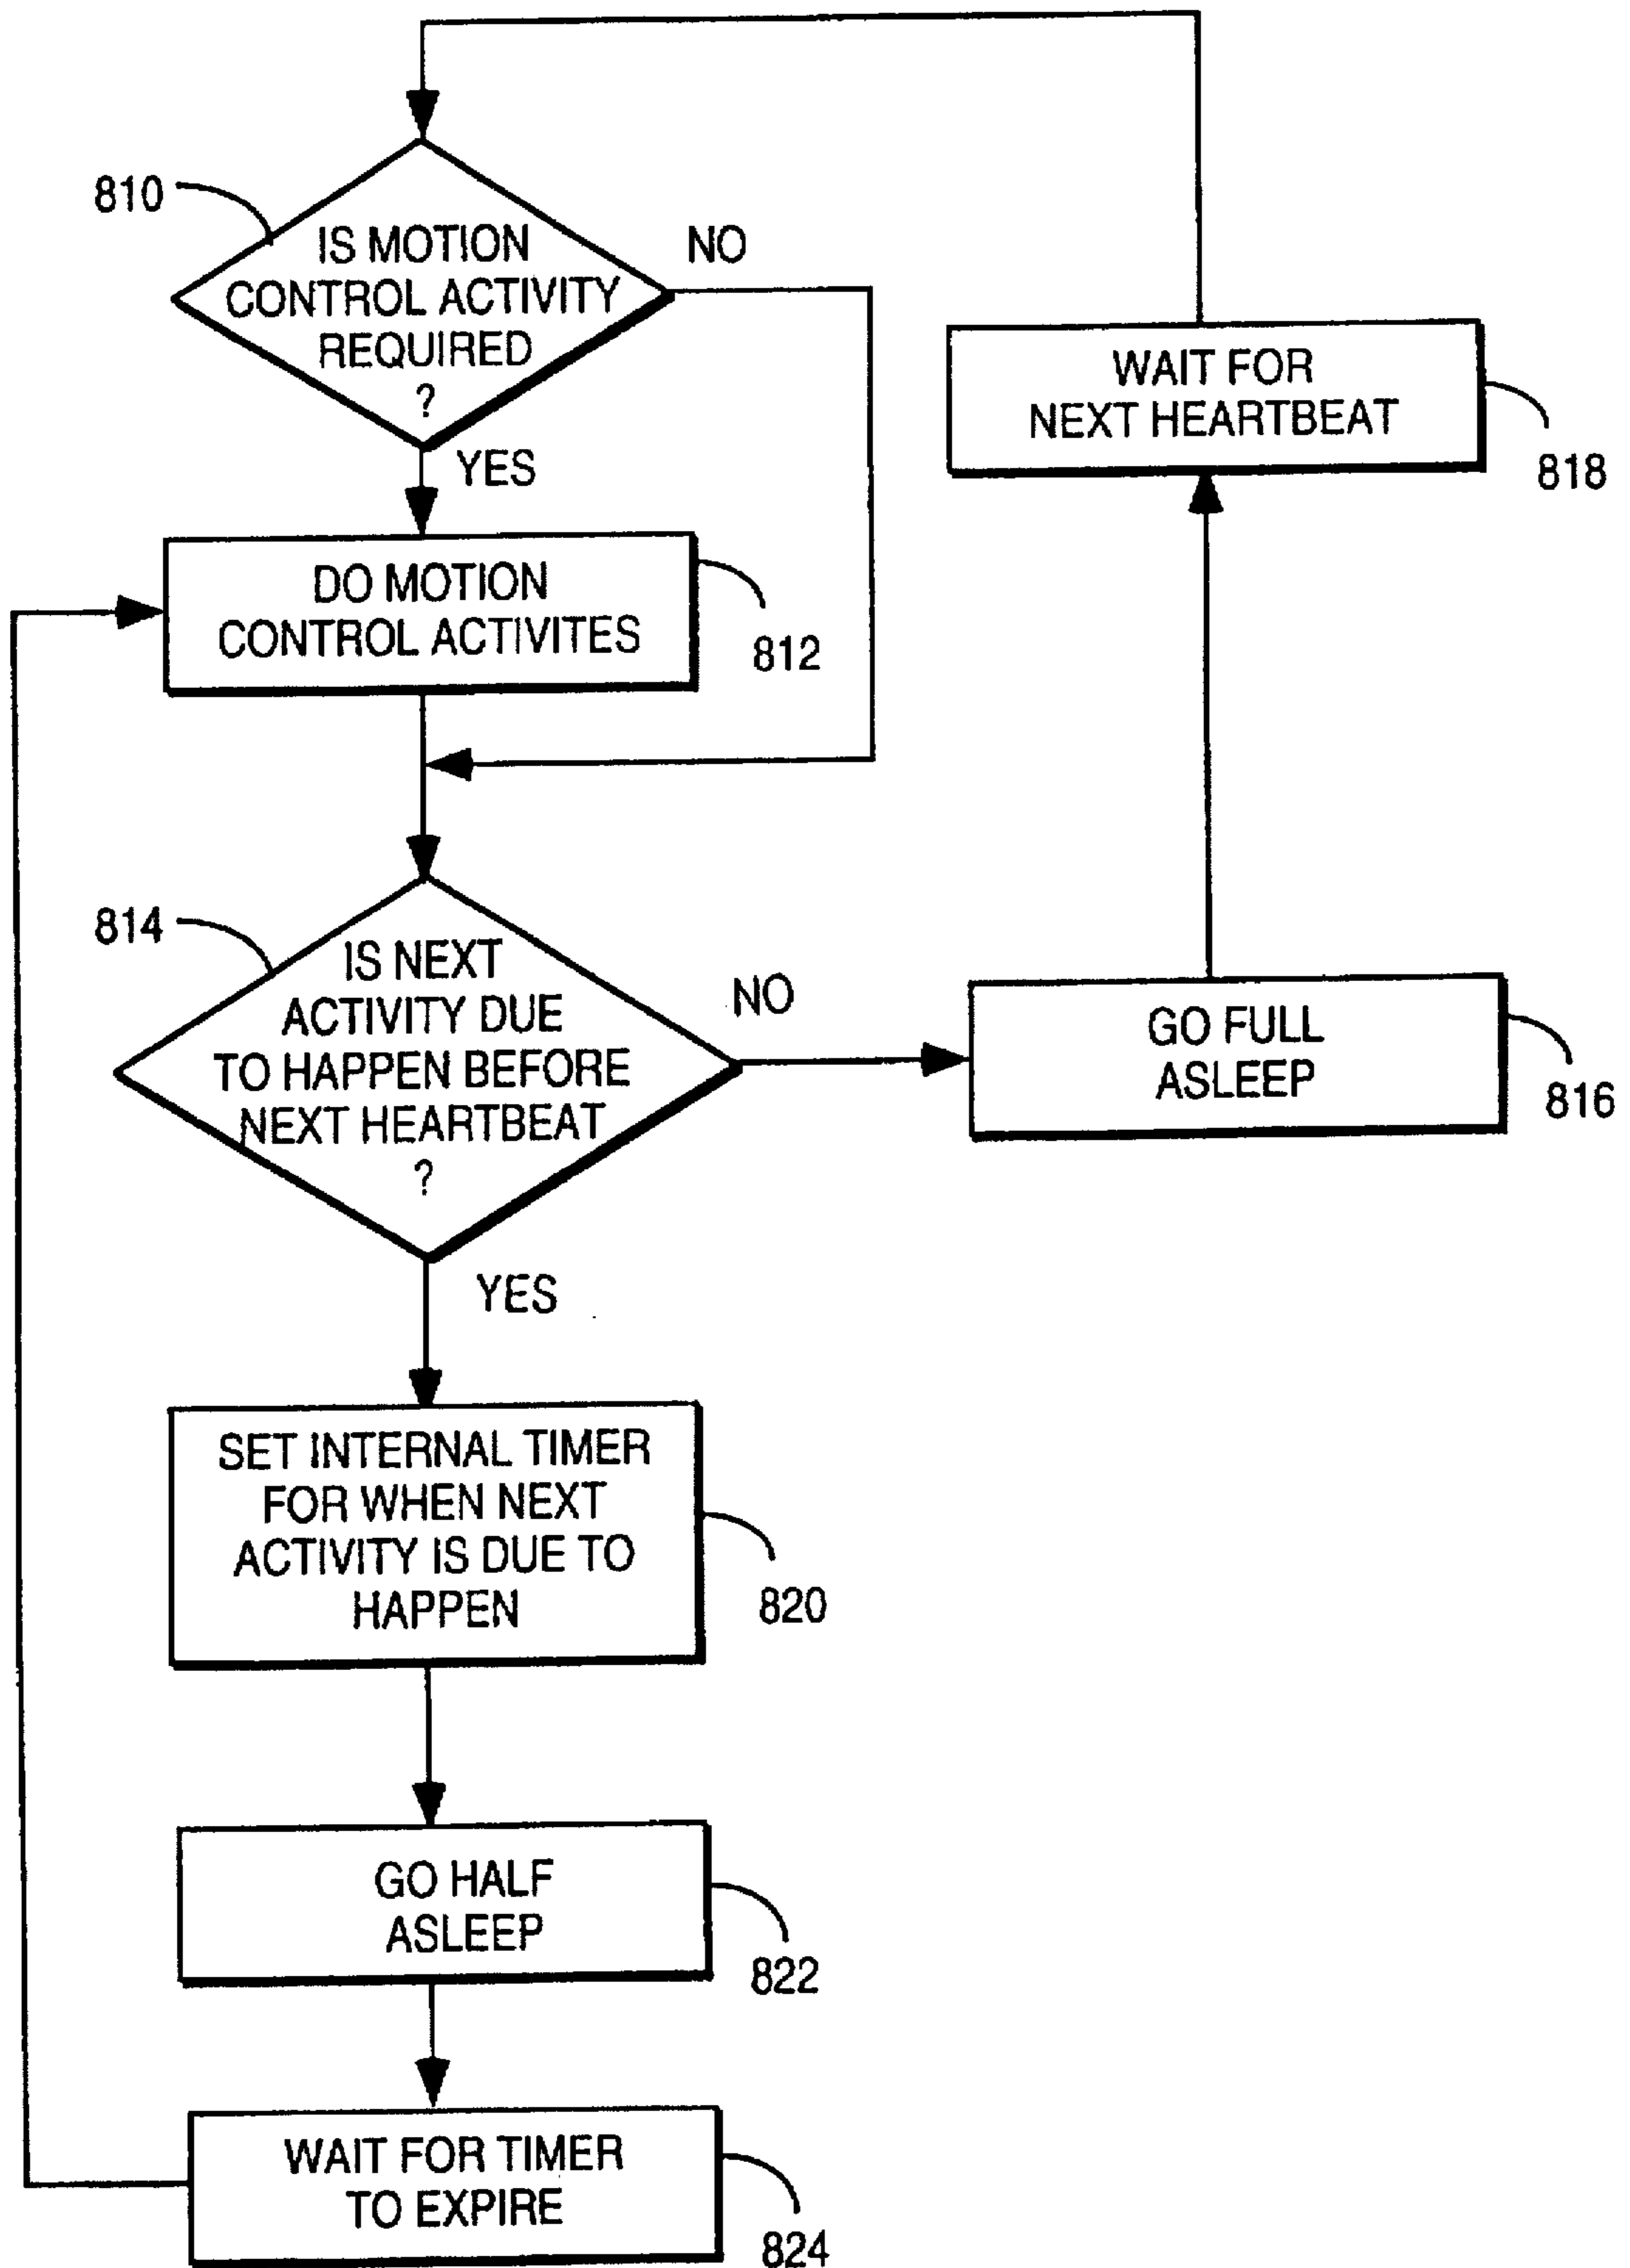 810
IS MOTION
CONTROL ACTIVITY
REQUIRED
?
NO
YES
WAIT FOR
NEXT HEARTBEAT
818
DO MOTION
CONTROL ACTIVITES
812
814
IS NEXT
ACTIVITY DUE
TO HAPPEN BEFORE
NEXT HEARTBEAT
?
NO
GO FULL
ASLEEP
816
YES
SET INTERNAL TIMER
FOR WHEN NEXT
ACTIVITY IS DUE TO
HAPPEN
820
GO HALF
ASLEEP
822
WAIT FOR TIMER
TO EXPIRE
824